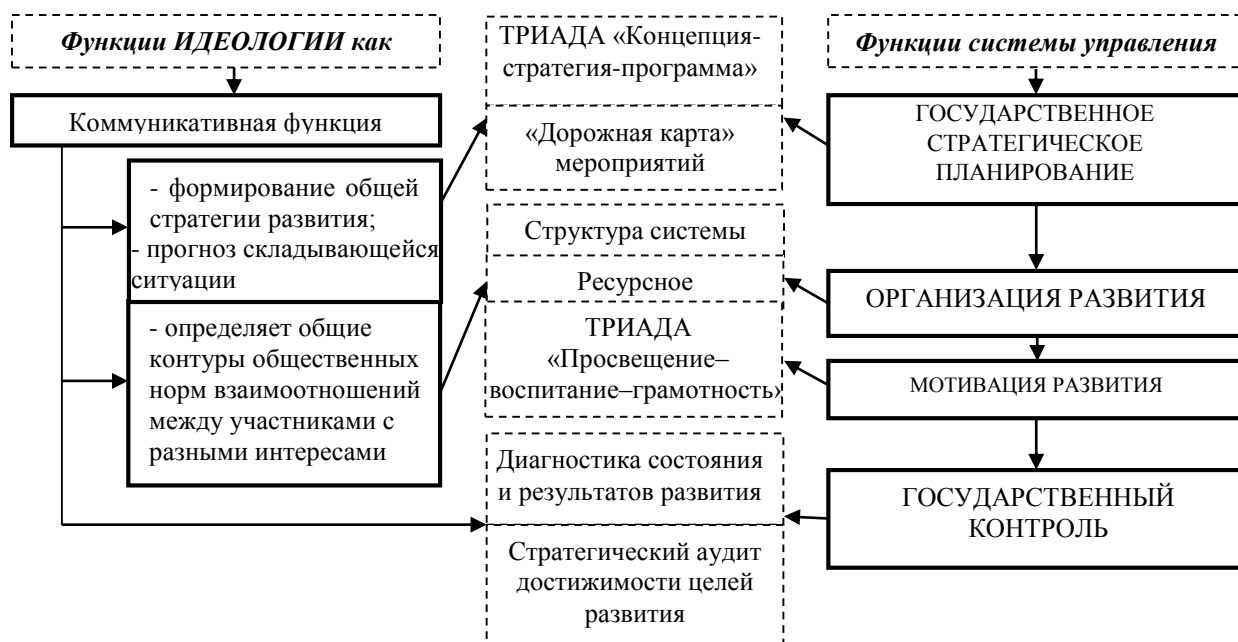 Функции ИДЕОЛОГИИ как
Коммуникативная функция
- формирование общей
стратегии развития;
- прогноз складывающейся
ситуации
- определяет общие
контуры общественных
норм взаимоотношений
между участниками с
разными интересами
ТРИАДА «Концепция-
стратегия-программа»
«Дорожная карта»
мероприятий
Структура системы
Ресурсное
ТРИАДА
«Просвещение–
воспитание–грамотность»
Диагностика состояния
и результатов развития
Стратегический аудит
достижимости целей
развития
Функции системы управления
ГОСУДАРСТВЕННОЕ
СТРАТЕГИЧЕСКОЕ
ПЛАНИРОВАНИЕ
ОРГАНИЗАЦИЯ РАЗВИТИЯ
МОТИВАЦИЯ РАЗВИТИЯ
ГОСУДАРСТВЕННЫЙ
КОНТРОЛЬ